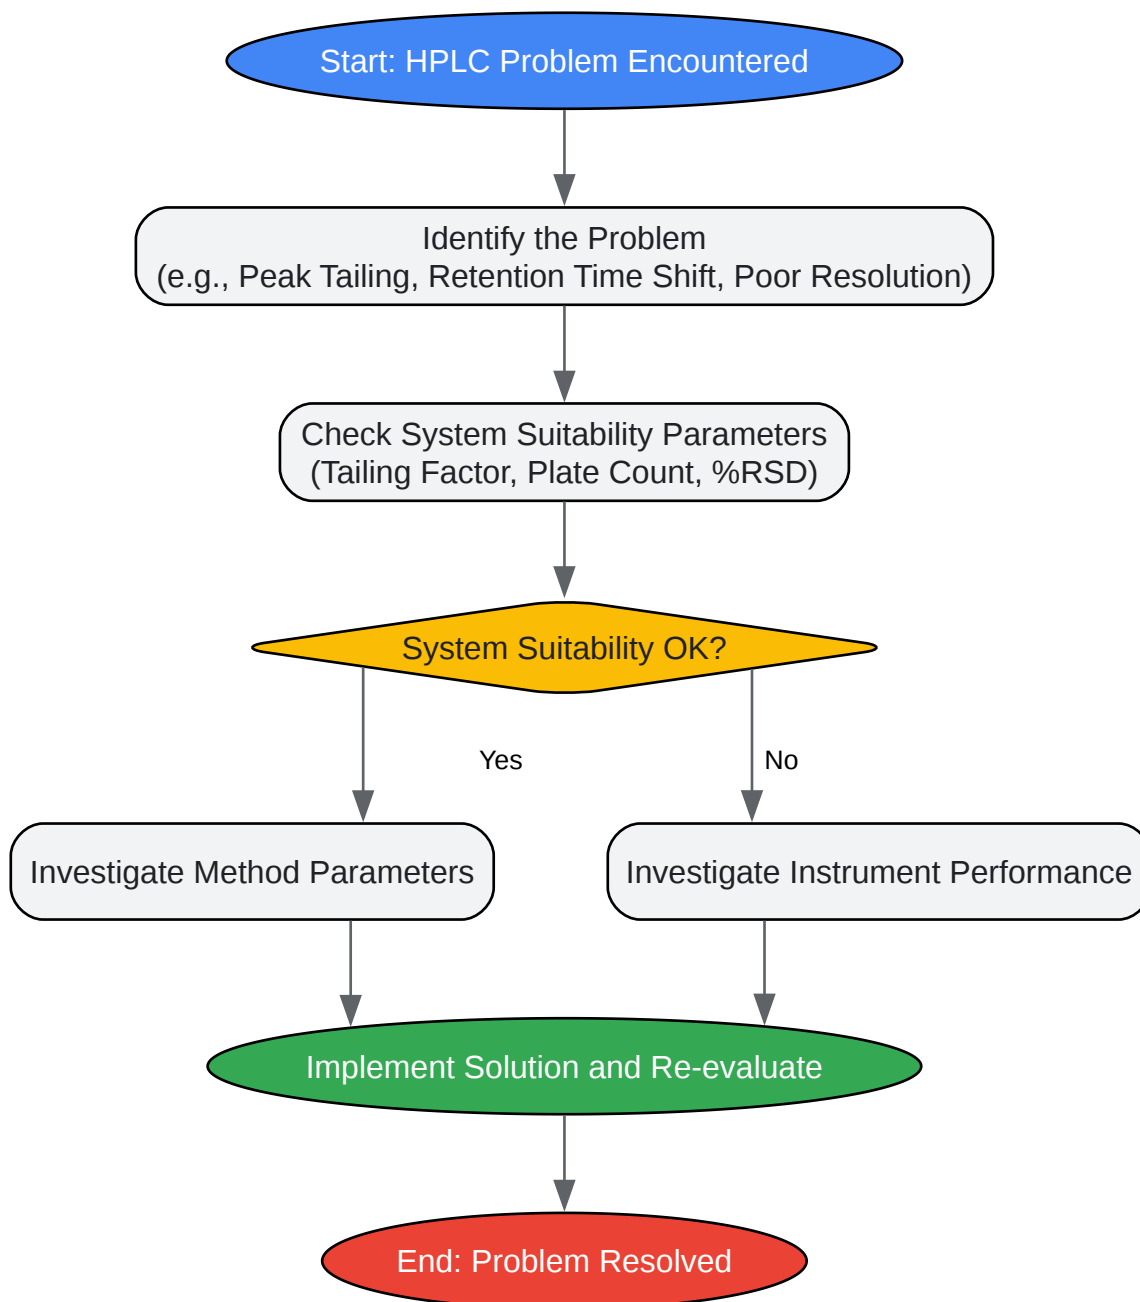 Start: HPLC Problem Encountered
Identify the Problem
(e.g., Peak Tailing, Retention Time Shift, Poor Resolution)
Check System Suitability Parameters
(Tailing Factor, Plate Count, %RSD)
System Suitability OK?
Yes
No
Investigate Method Parameters
Investigate Instrument Performance
Implement Solution and Re-evaluate
End: Problem Resolved